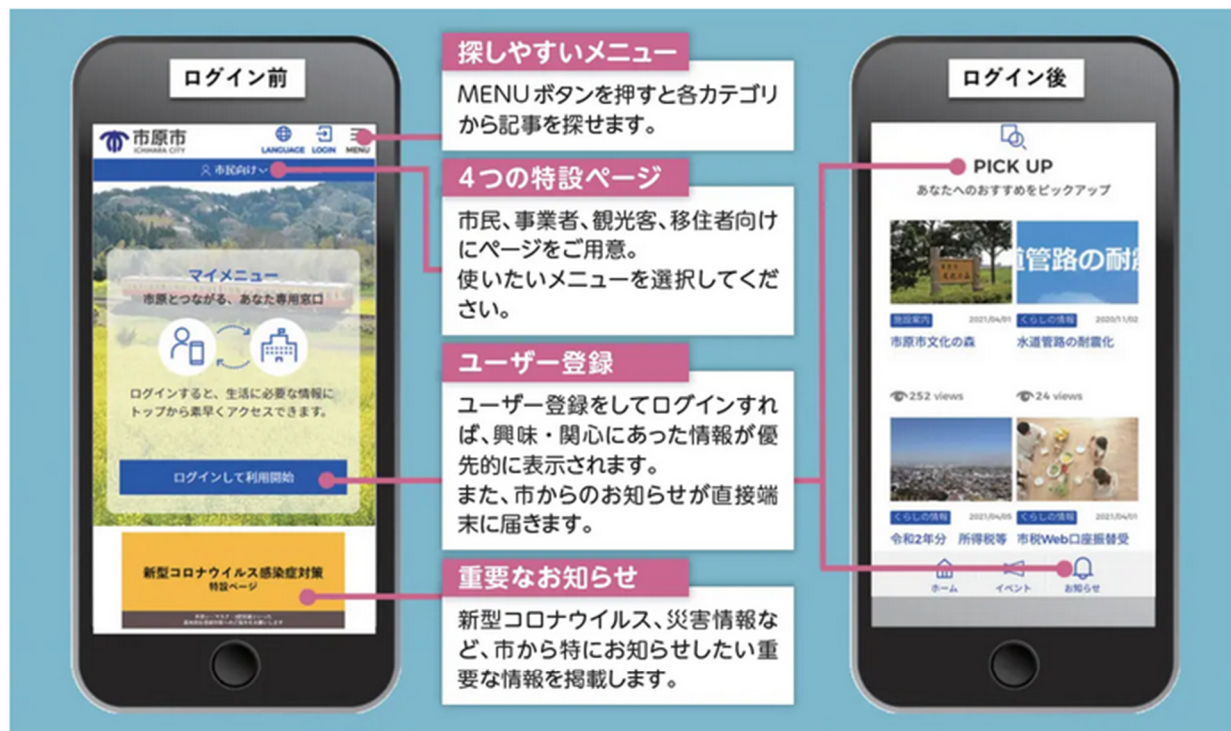 ログイン前
市原市
ICHIHARA CITY
LANGUAGE
LOGIN
MENU
市民向け
マイメニュー
市原とつながる、あなた専用窓口
ログインすると、生活に必要な情報に
トップから素早くアクセスできます。
ログインして利用開始
新型コロナウイルス感染症対策
特設ページ
探しやすいメニュー
MENUボタンを押すと各カテゴリ
から記事を探せます。
4つの特設ページ
市民、事業者、観光客、移住者向け
にページをご用意。
使いたいメニューを選択してくだ
さい。
ユーザー登録
ユーザー登録をしてログインすれ
ば、興味・関心にあった情報が優
先的に表示されます。
また、市からのお知らせが直接端
末に届きます。
重要なお知らせ
新型コロナウイルス、災害情報な
ど、市から特にお知らせしたい重
要な情報を掲載します。
ログイン後
PICK UP
あなたへのおすすめをピックアップ
道管路の耐震
施設案内 2021/04/01
くらしの情報 2020/11/02
市原市文化の森
水道管路の耐震化
252 views
24 views
くらしの情報 2021/04/05
くらしの情報 2021/04/01
令和2年分 所得税等
市税Web口座振替受
ホーム
イベント
お知らせ